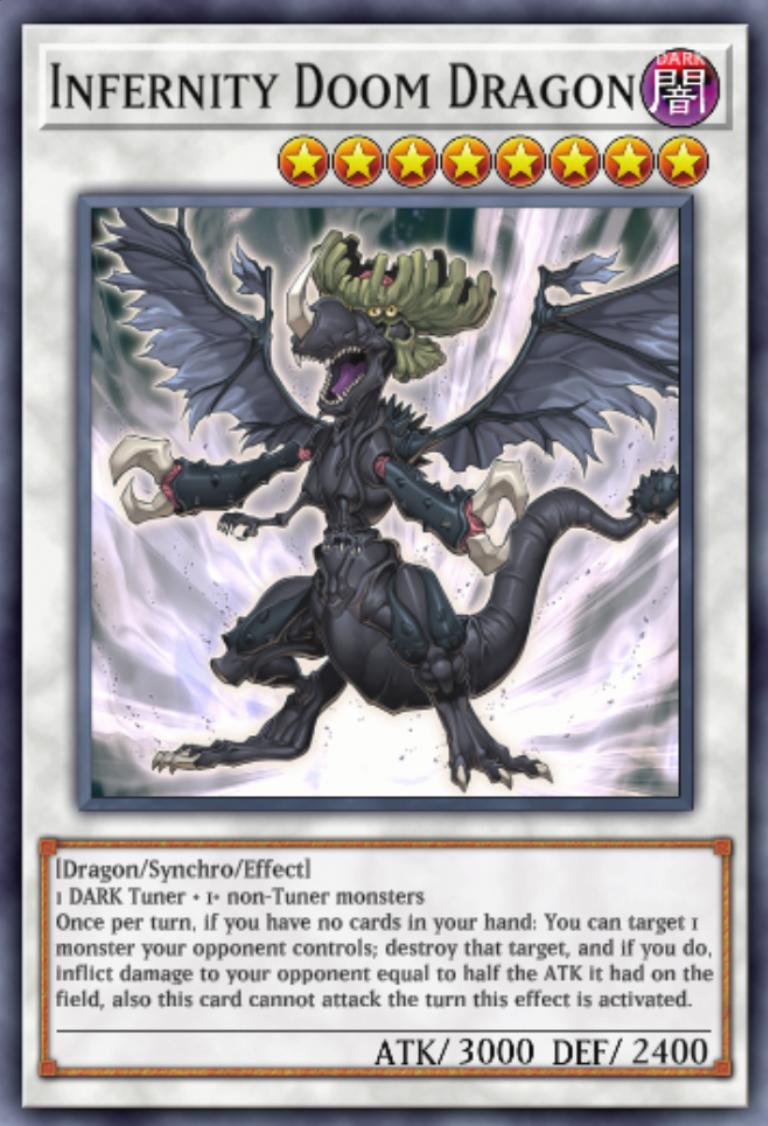 INFERNITY DOOM DRAGON
DARK
闇
[Dragon/Synchro/Effect]
1 DARK Tuner + 1+ non-Tuner monsters
Once per turn, if you have no cards in your hand: You can target 1
monster your opponent controls; destroy that target, and if you do,
inflict damage to your opponent equal to half the ATK it had on the
field, also this card cannot attack the turn this effect is activated.
ATK/ 3000 DEF/ 2400